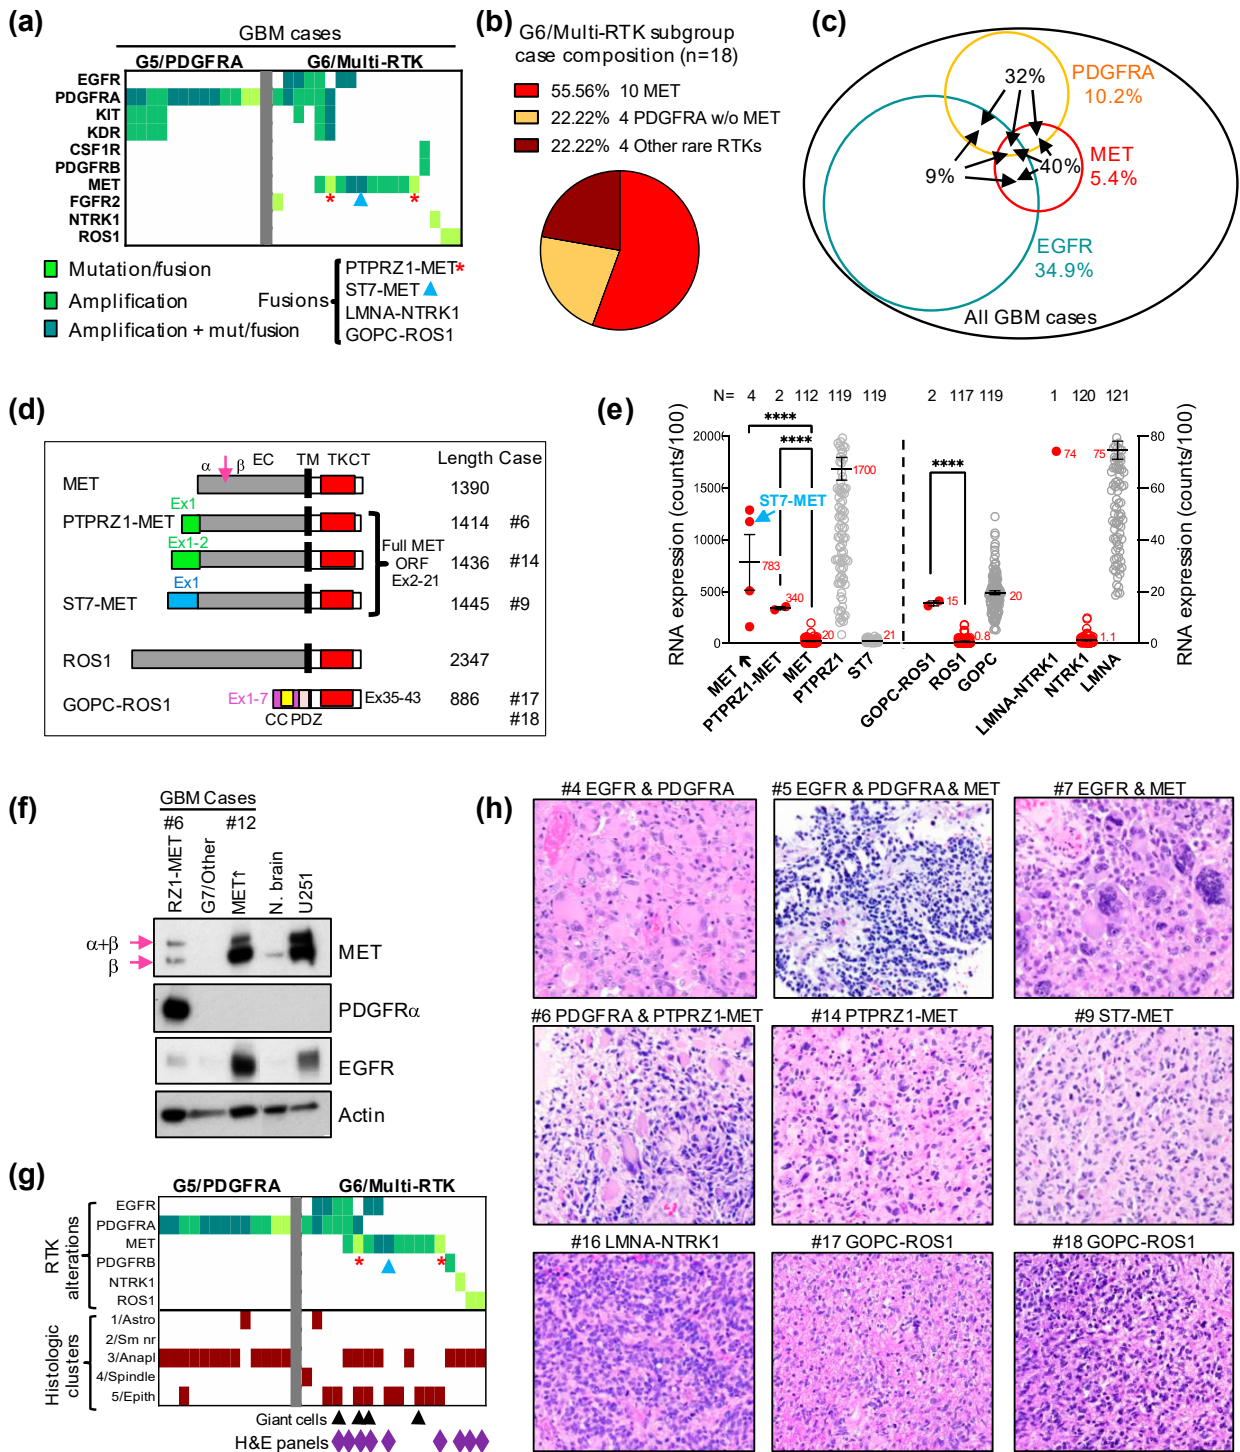 (a)
GBM cases
G5/PDGFRA G6/Multi-RTK
EGFR
PDGFRA
KIT
KDR
CSF1R
PDGFRB
MET
FGFR2
NTRK1
ROS1
* *
Mutation/fusion
Amplification
Amplification + mut/fusion
Fusions
PTPRZ1-MET*
ST7-MET
LMNA-NTRK1
GOPC-ROS1
(b)
G6/Multi-RTK subgroup
case composition (n=18)
55.56% 10 MET
22.22% 4 PDGFRA w/o MET
22.22% 4 Other rare RTKs
(c)
32%
PDGFRA
10.2%
MET
5.4%
40%
9%
EGFR
34.9%
All GBM cases
(d)
α β EC TM TKCT Length Case
MET 1390
Ex1
PTPRZ1-MET 1414 #6
Ex1-2
1436 #14
Full MET
ORF
Ex2-21
Ex1
ST7-MET 1445 #9
ROS1 2347
GOPC-ROS1 Ex1-7 Ex35-43 886 #17
CC PDZ #18
(e)
N= 4 2 112 119 119 2 117 119 1 120 121
**** **** ****
RNA expression (counts/100)
2000
1500
1000
500
0
ST7-MET
783
340
20
1700
21
15
0.8
20
74
1.1
75
80
60
40
20
0
RNA expression (counts/100)
MET ↑
PTPRZ1-MET
MET
PTPRZ1
ST7
GOPC-ROS1
ROS1
GOPC
LMNA-NTRK1
NTRK1
LMNA
(f)
GBM Cases
#6 #12
RZ1-MET
G7/Other
MET↑
N. brain
U251
α+β
β
MET
PDGFRα
EGFR
Actin
(g)
G5/PDGFRA G6/Multi-RTK
RTK
alterations
EGFR
PDGFRA
MET
PDGFRB
NTRK1
ROS1
* *
Histologic
clusters
1/Astro
2/Sm nr
3/Anapl
4/Spindle
5/Epith
Giant cells
H&E panels
(h)
#4 EGFR & PDGFRA
#5 EGFR & PDGFRA & MET
#7 EGFR & MET
#6 PDGFRA & PTPRZ1-MET
#14 PTPRZ1-MET
#9 ST7-MET
#16 LMNA-NTRK1
#17 GOPC-ROS1
#18 GOPC-ROS1